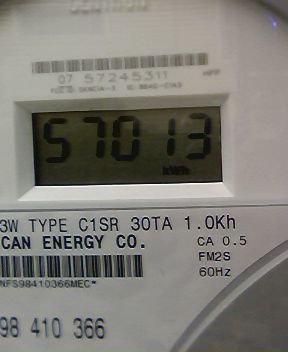 07 57245311
57013
kWh
3W TYPE C1SR 30TA 1.0Kh
CAN ENERGY CO.
CA 0.5
FM2S
60Hz
NFS98410366MEC*
98 410 366